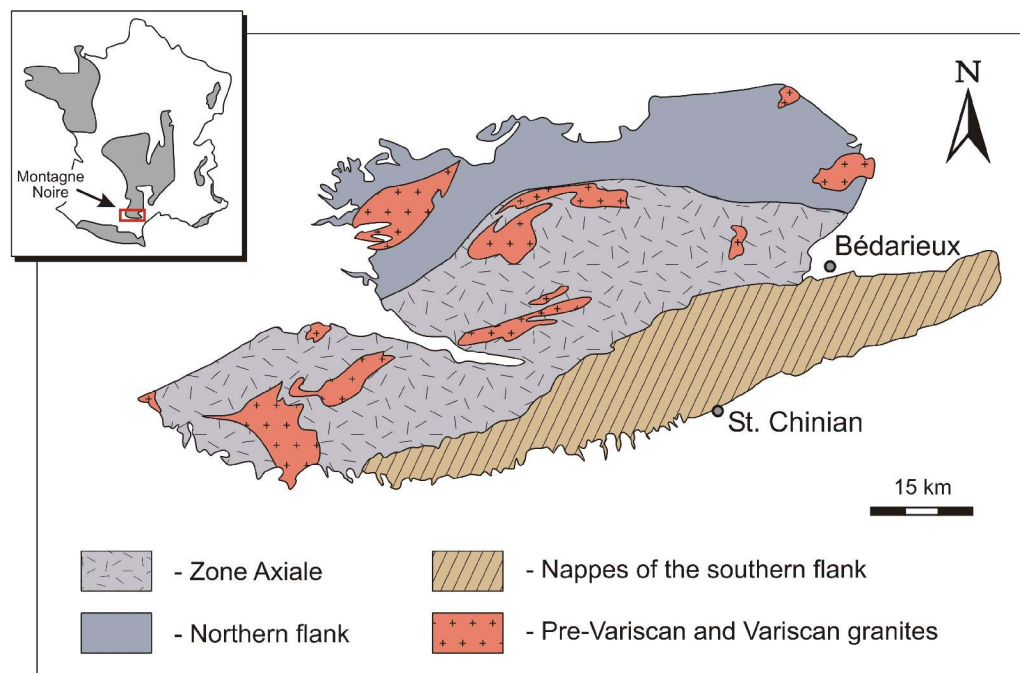 Montagne
Noire
N
Bédarieux
St. Chinian
15 km
- Zone Axiale
- Nappes of the southern flank
- Northern flank
- Pre-Variscan and Variscan granites